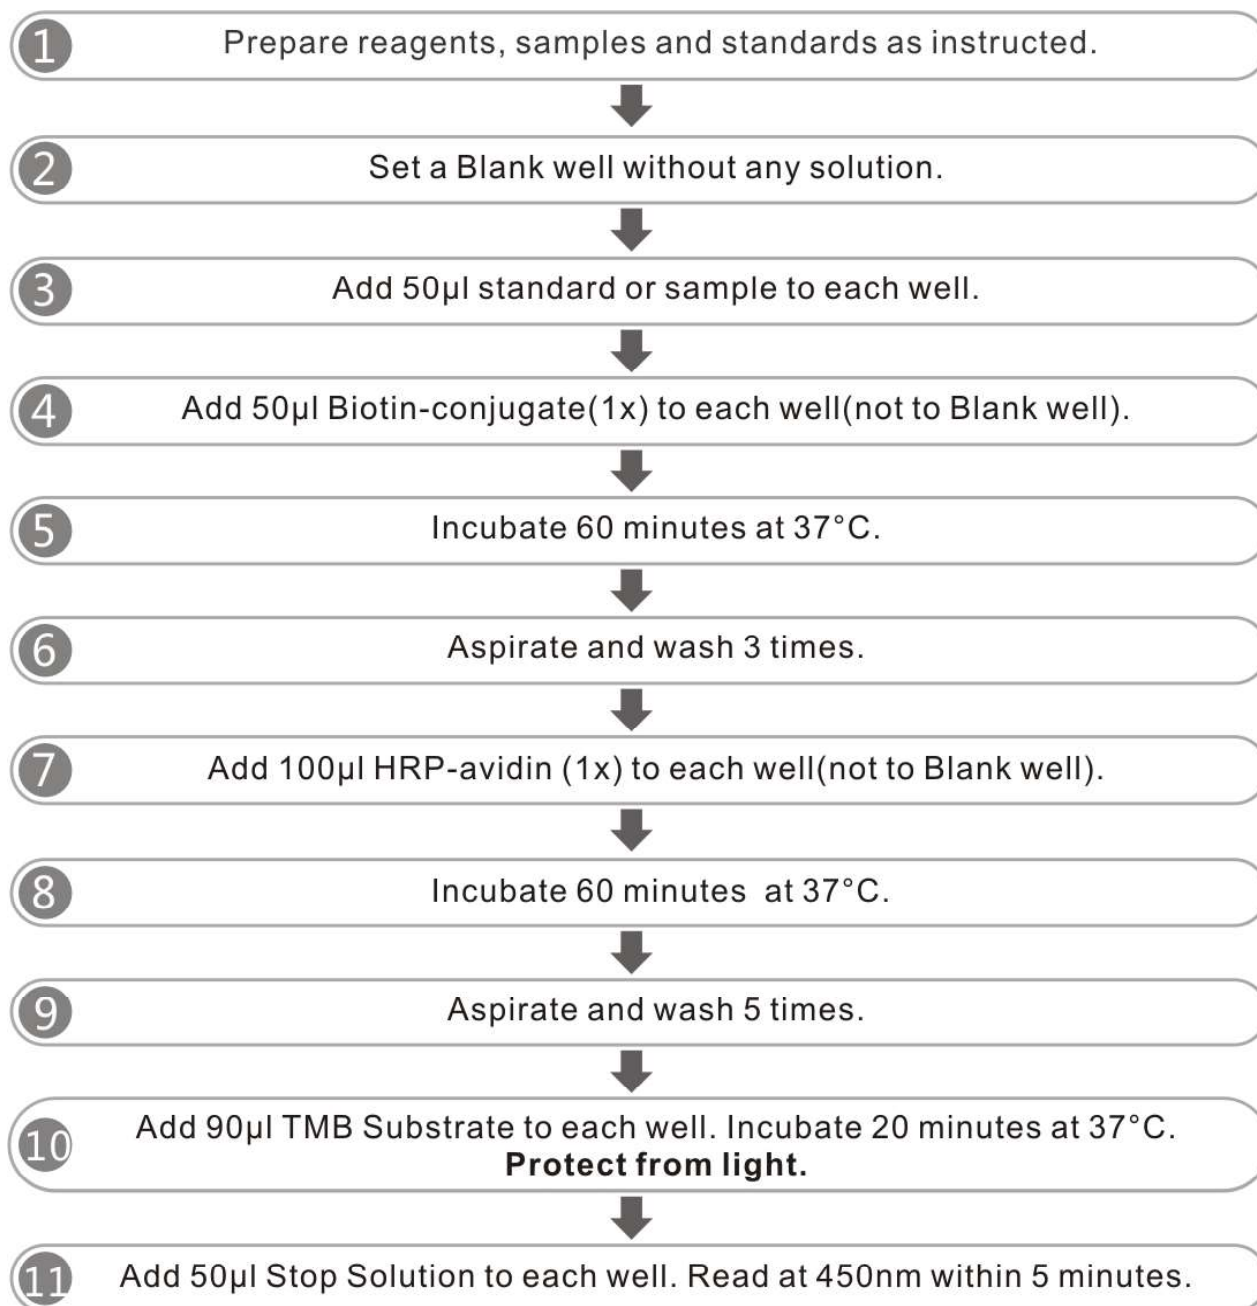 1 Prepare reagents, samples and standards as instructed.
2 Set a Blank well without any solution.
3 Add 50µl standard or sample to each well.
4 Add 50µl Biotin-conjugate(1x) to each well(not to Blank well).
5 Incubate 60 minutes at 37°C.
6 Aspirate and wash 3 times.
7 Add 100µl HRP-avidin (1x) to each well(not to Blank well).
8 Incubate 60 minutes  at 37°C.
9 Aspirate and wash 5 times.
10 Add 90µl TMB Substrate to each well. Incubate 20 minutes at 37°C.
Protect from light.
11 Add 50µl Stop Solution to each well. Read at 450nm within 5 minutes.